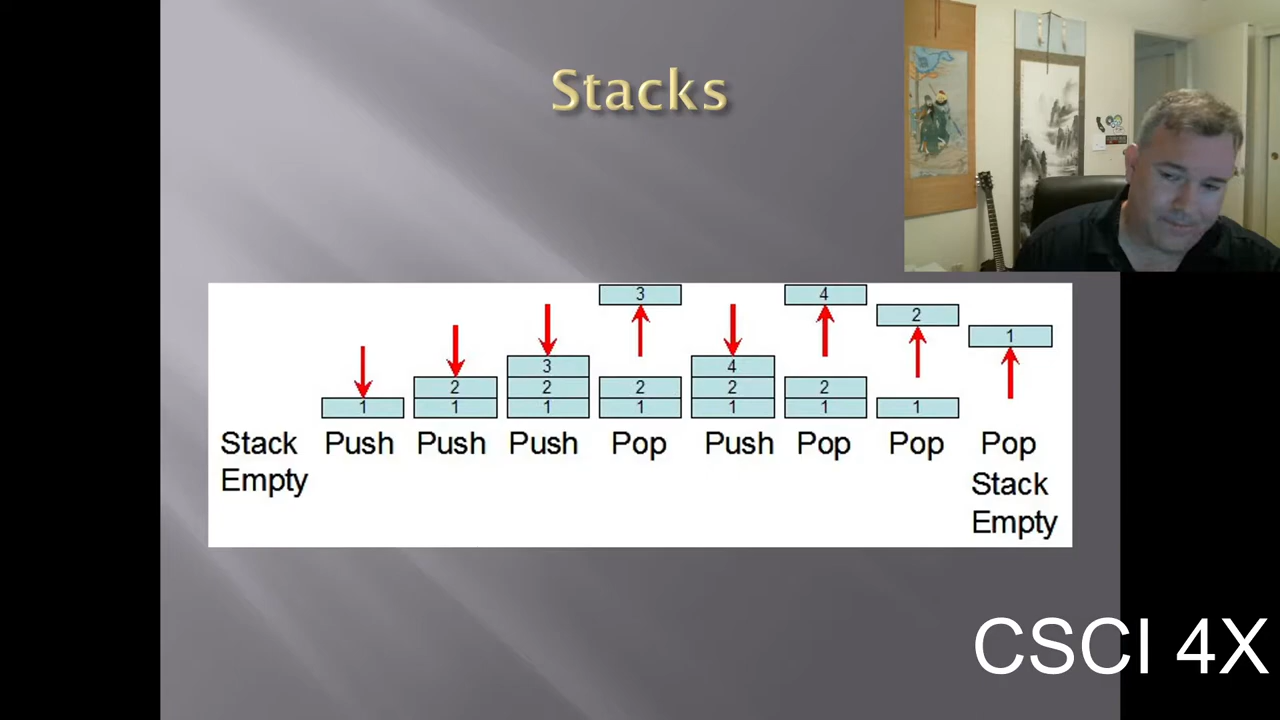 Stacks
3 4 2 1
3 4
2 2 2 2 2
1 1 1 1 1 1 1
Stack Push Push Push Pop Push Pop Pop Pop
Empty Stack
Empty
CSCI 4X